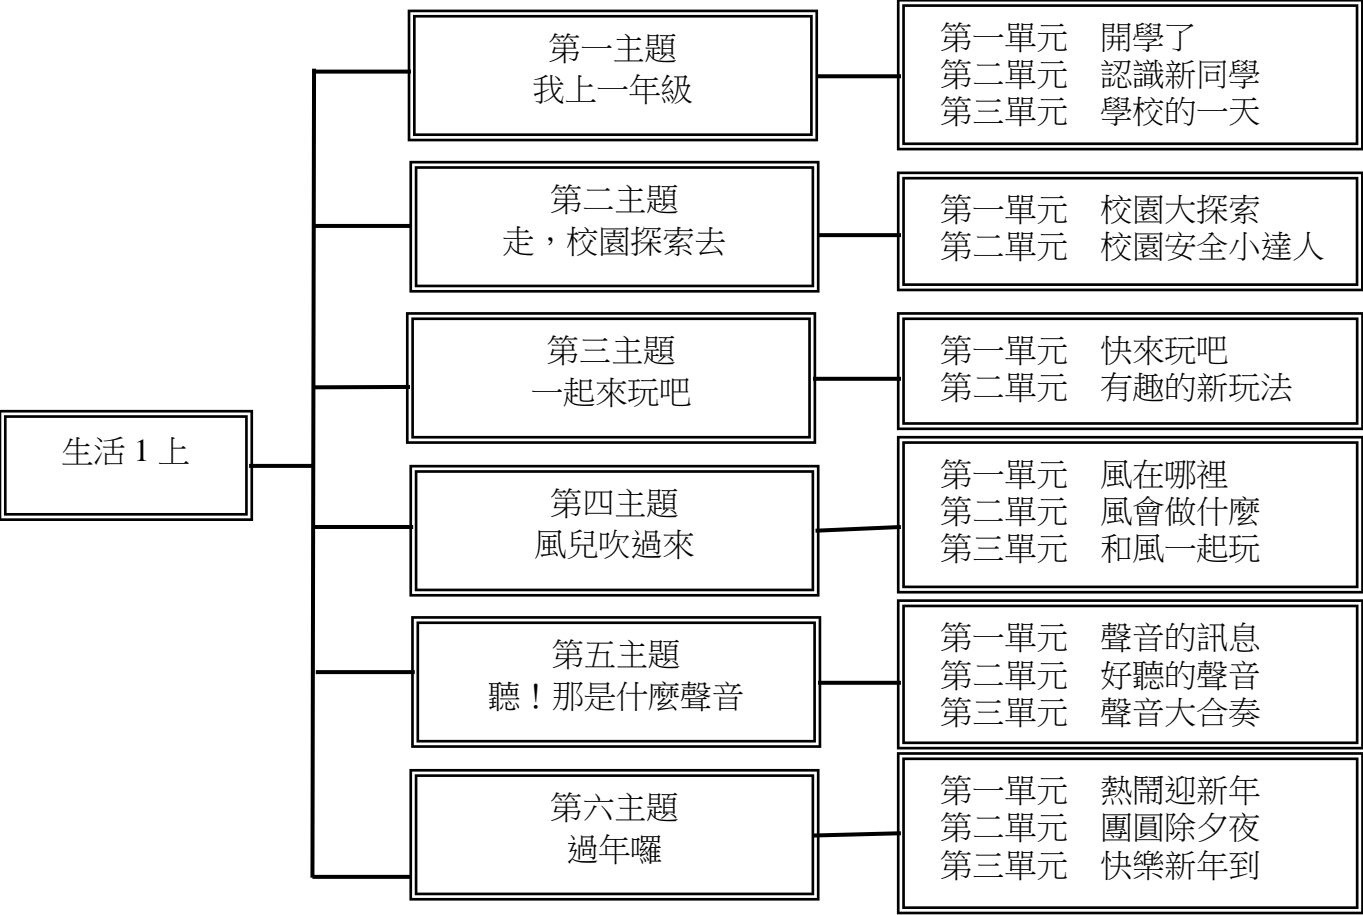 生活 1 上
第一主題
我上一年級
第一單元　開學了
第二單元　認識新同學
第三單元　學校的一天
第二主題
走，校園探索去
第一單元　校園大探索
第二單元　校園安全小達人
第三主題
一起來玩吧
第一單元　快來玩吧
第二單元　有趣的新玩法
第四主題
風兒吹過來
第一單元　風在哪裡
第二單元　風會做什麼
第三單元　和風一起玩
第五主題
聽！那是什麼聲音
第一單元　聲音的訊息
第二單元　好聽的聲音
第三單元　聲音大合奏
第六主題
過年囉
第一單元　熱鬧迎新年
第二單元　團圓除夕夜
第三單元　快樂新年到